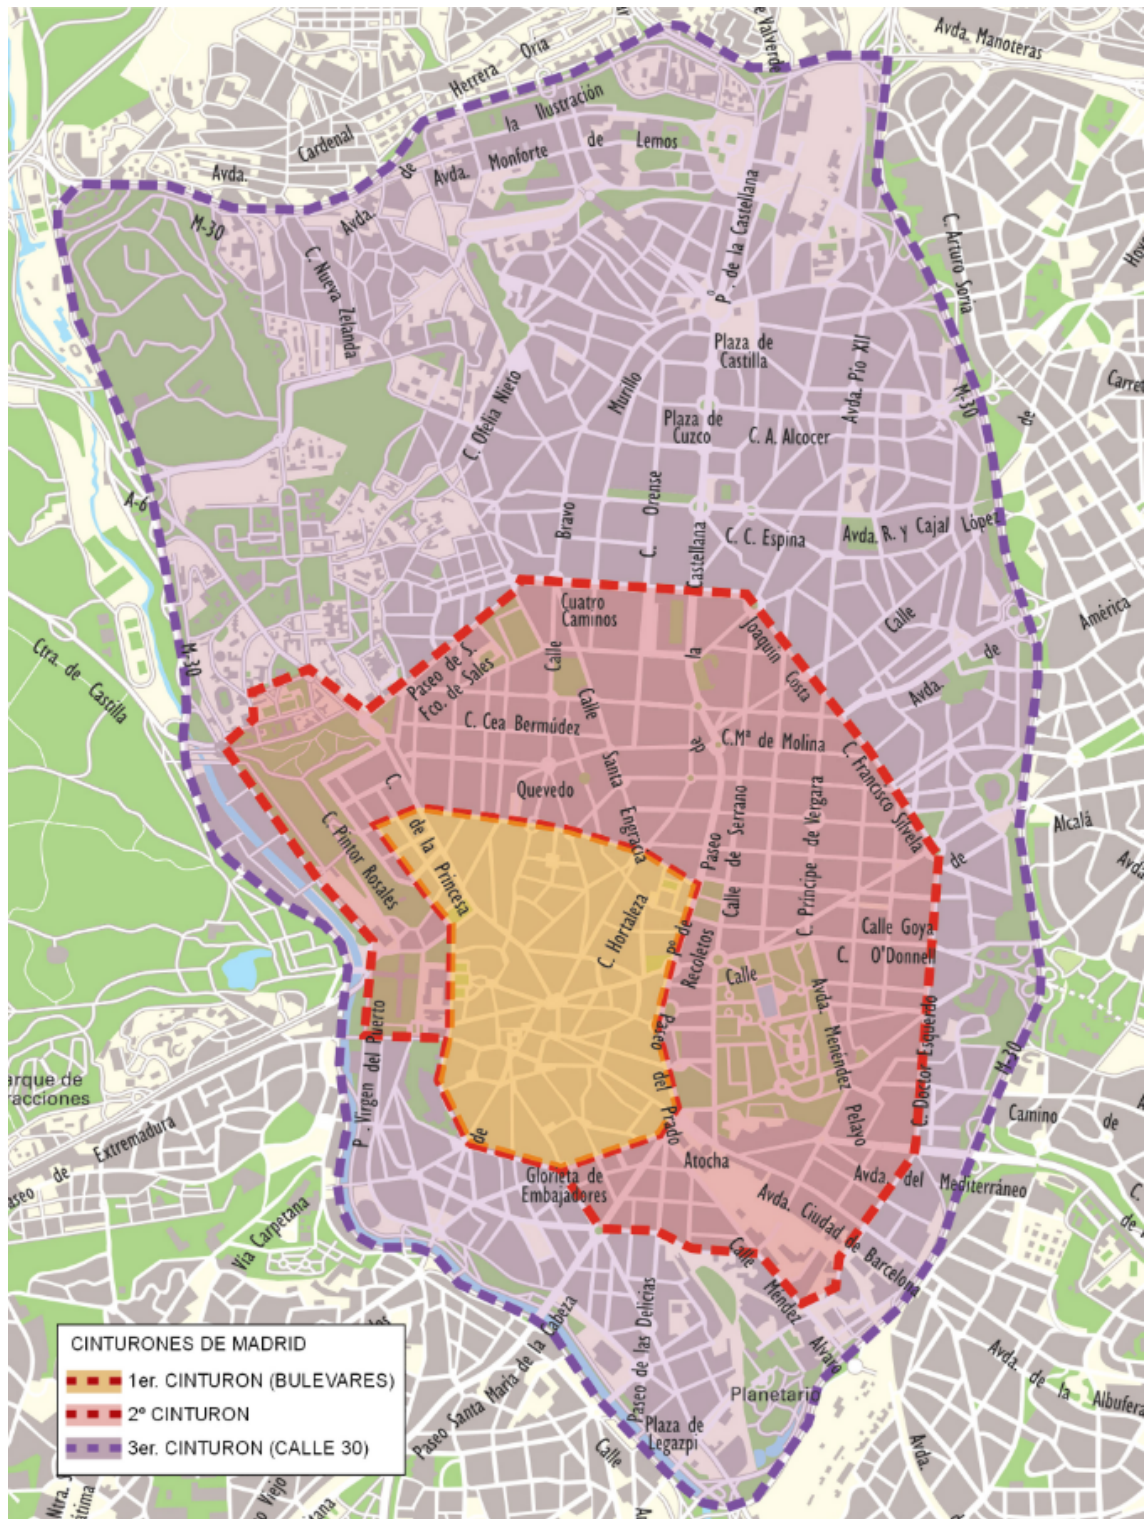 Avda. Manoteras
Valverde
Herrera Oria
Cardenal
Avda.
la Ilustración
de
Avda.
Avda. Monforte de Lemos
M-30
C. Nueva Zelanda
Pº. de la Castellana
C. Arturo Soria
Plaza de
Castilla
Avda. Pío XII
M-30
de
C. Ofelia Nieto
Murillo
Plaza de
Cuzco
C. A. Alcocer
A-6
Bravo
C. Orense
Castellana
C. C. Espina
Avda. R. y Cajal
López
América
Cuatro
Caminos
Calle
de
Avda.
Joaquín Costa
M-30
Ctra. de Castilla
Paseo de S.
Fco. de Sales
Calle
la
Calle
C. Cea Bermúdez
Santa
de
C.Mª de Molina
C. Francisco Silvela
Quevedo
Engracia
C.
de la Princesa
C. Pintor Rosales
Paseo
Calle de Serrano
C. Príncipe de Vergara
Alcalá
de
C. Hortaleza
Pº de
Recoletos
Calle Goya
C. O'Donnell
Calle
Avda. Menéndez
Pelayo
Paseo
del
Prado
C. Doctor Esquerdo
M-30
P. Virgen del Puerto
Camino de
de Extremadura
de
Atocha
Glorieta de
Embajadores
Avda. del Mediterráneo
Avda. Ciudad de Barcelona
Vía Carpetana
Calle
Méndez
Alvaro
Paseo de las Delicias
Paseo Santa María de la Cabeza
Avda. de la Albufera
Planetario
Plaza de
Legazpi
Calle
Avda.
CINTURONES DE MADRID
1er. CINTURON (BULEVARES)
2º CINTURON
3er. CINTURON (CALLE 30)